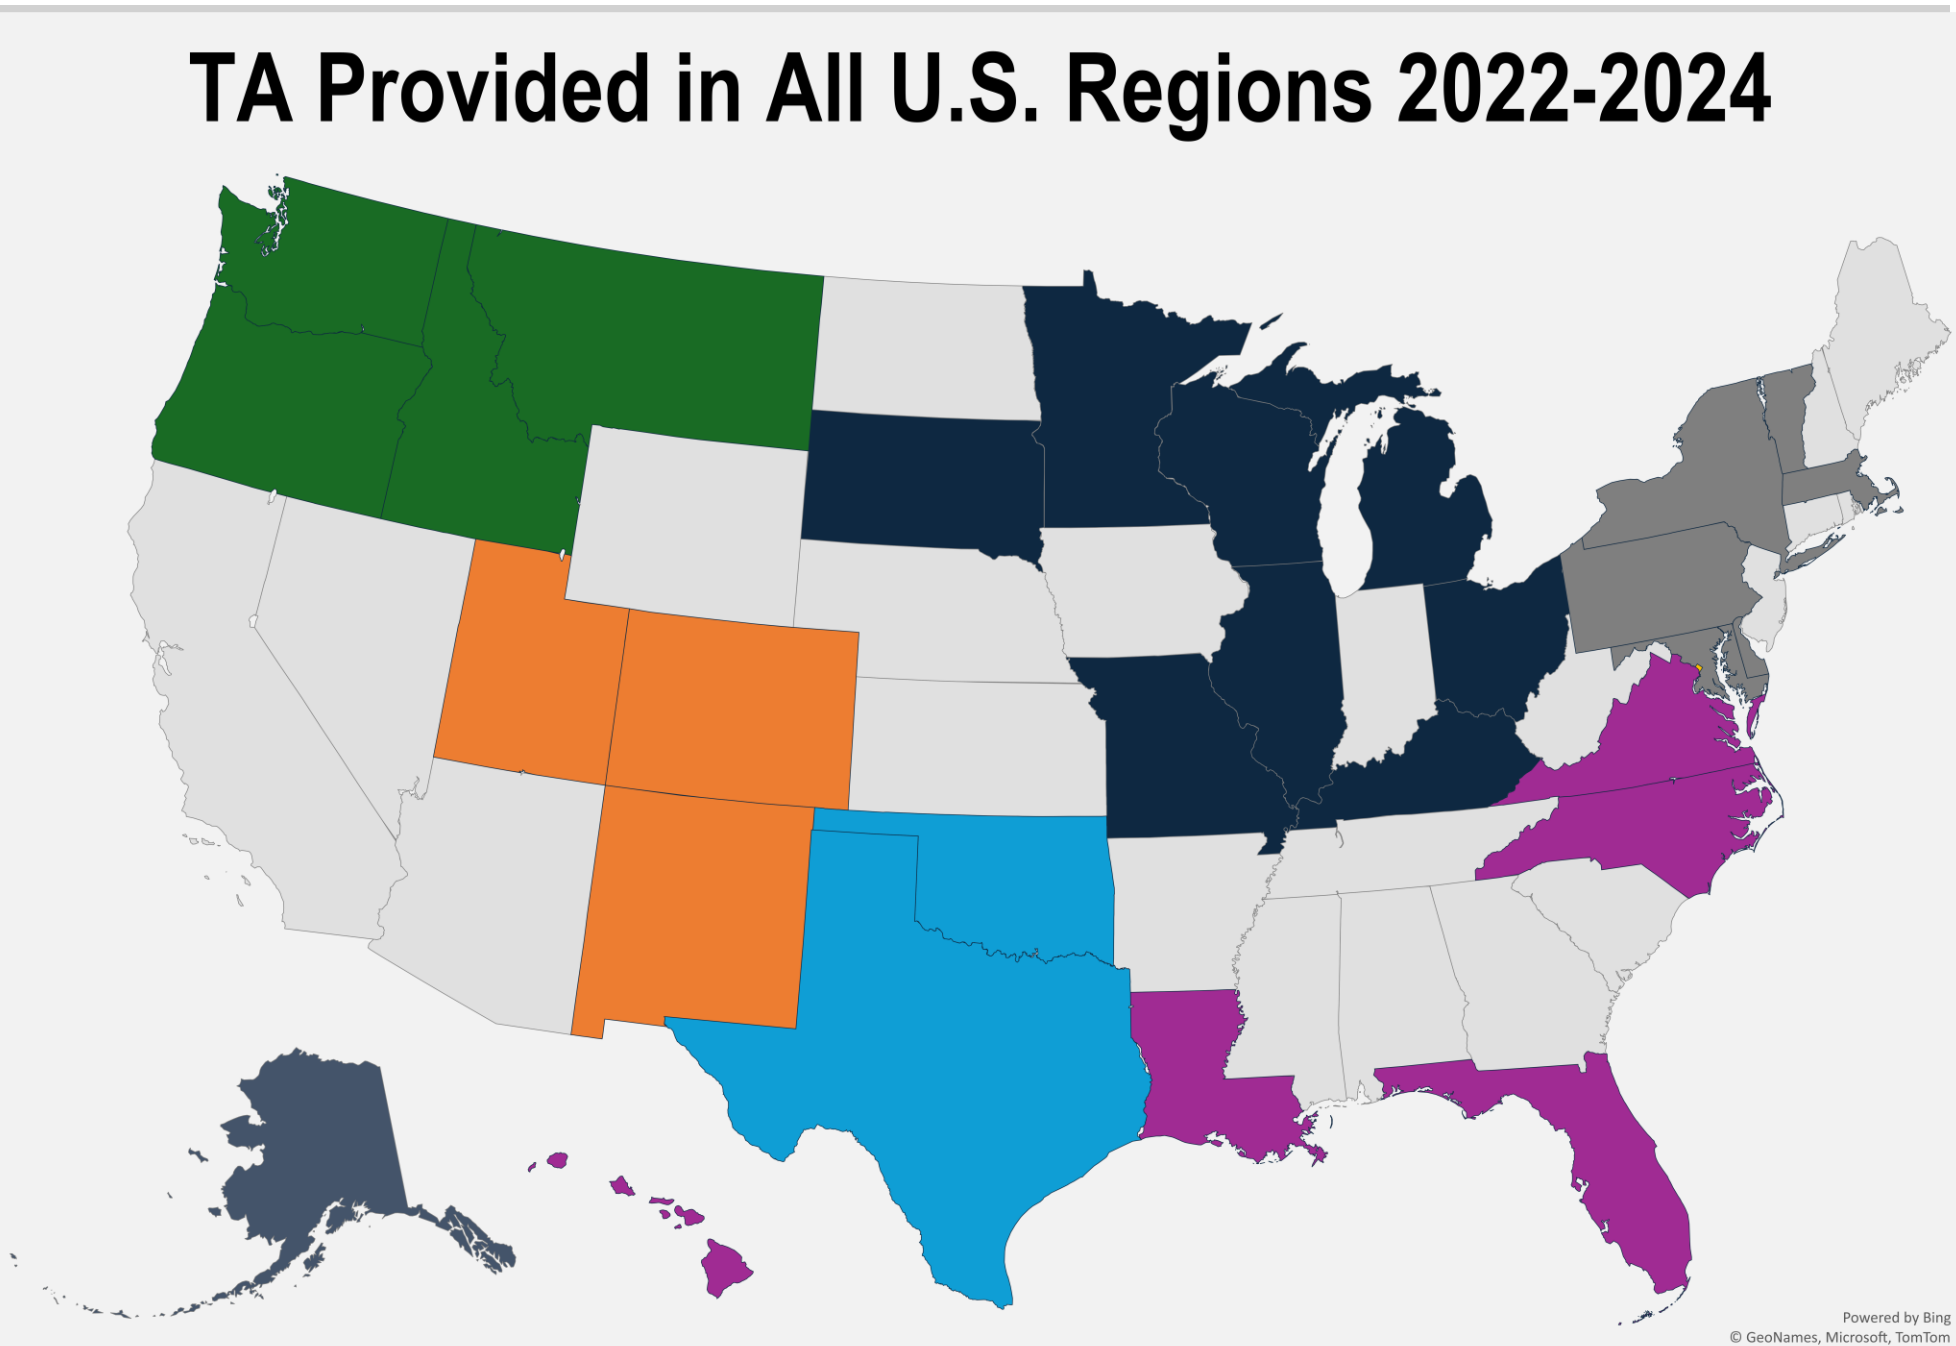 TA Provided in All U.S. Regions 2022-2024
Powered by Bing
© GeoNames, Microsoft, TomTom